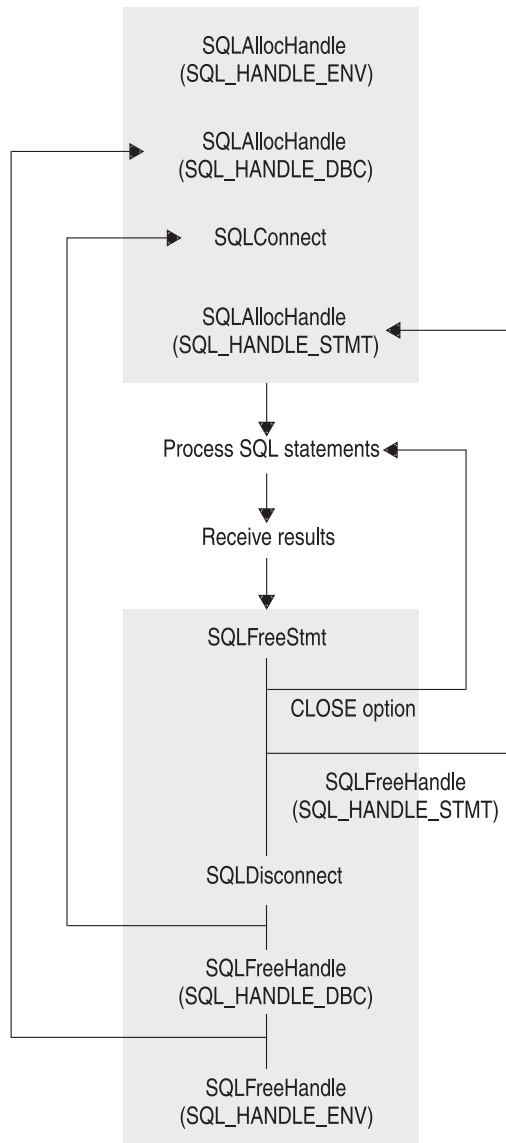 SQLAllocHandle
(SQL_HANDLE_ENV)
SQLAllocHandle
(SQL_HANDLE_DBC)
SQLConnect
SQLAllocHandle
(SQL_HANDLE_STMT)
Process SQL statements
Receive results
SQLFreeStmt
CLOSE option
SQLFreeHandle
(SQL_HANDLE_STMT)
SQLDisconnect
SQLFreeHandle
(SQL_HANDLE_DBC)
SQLFreeHandle
(SQL_HANDLE_ENV)